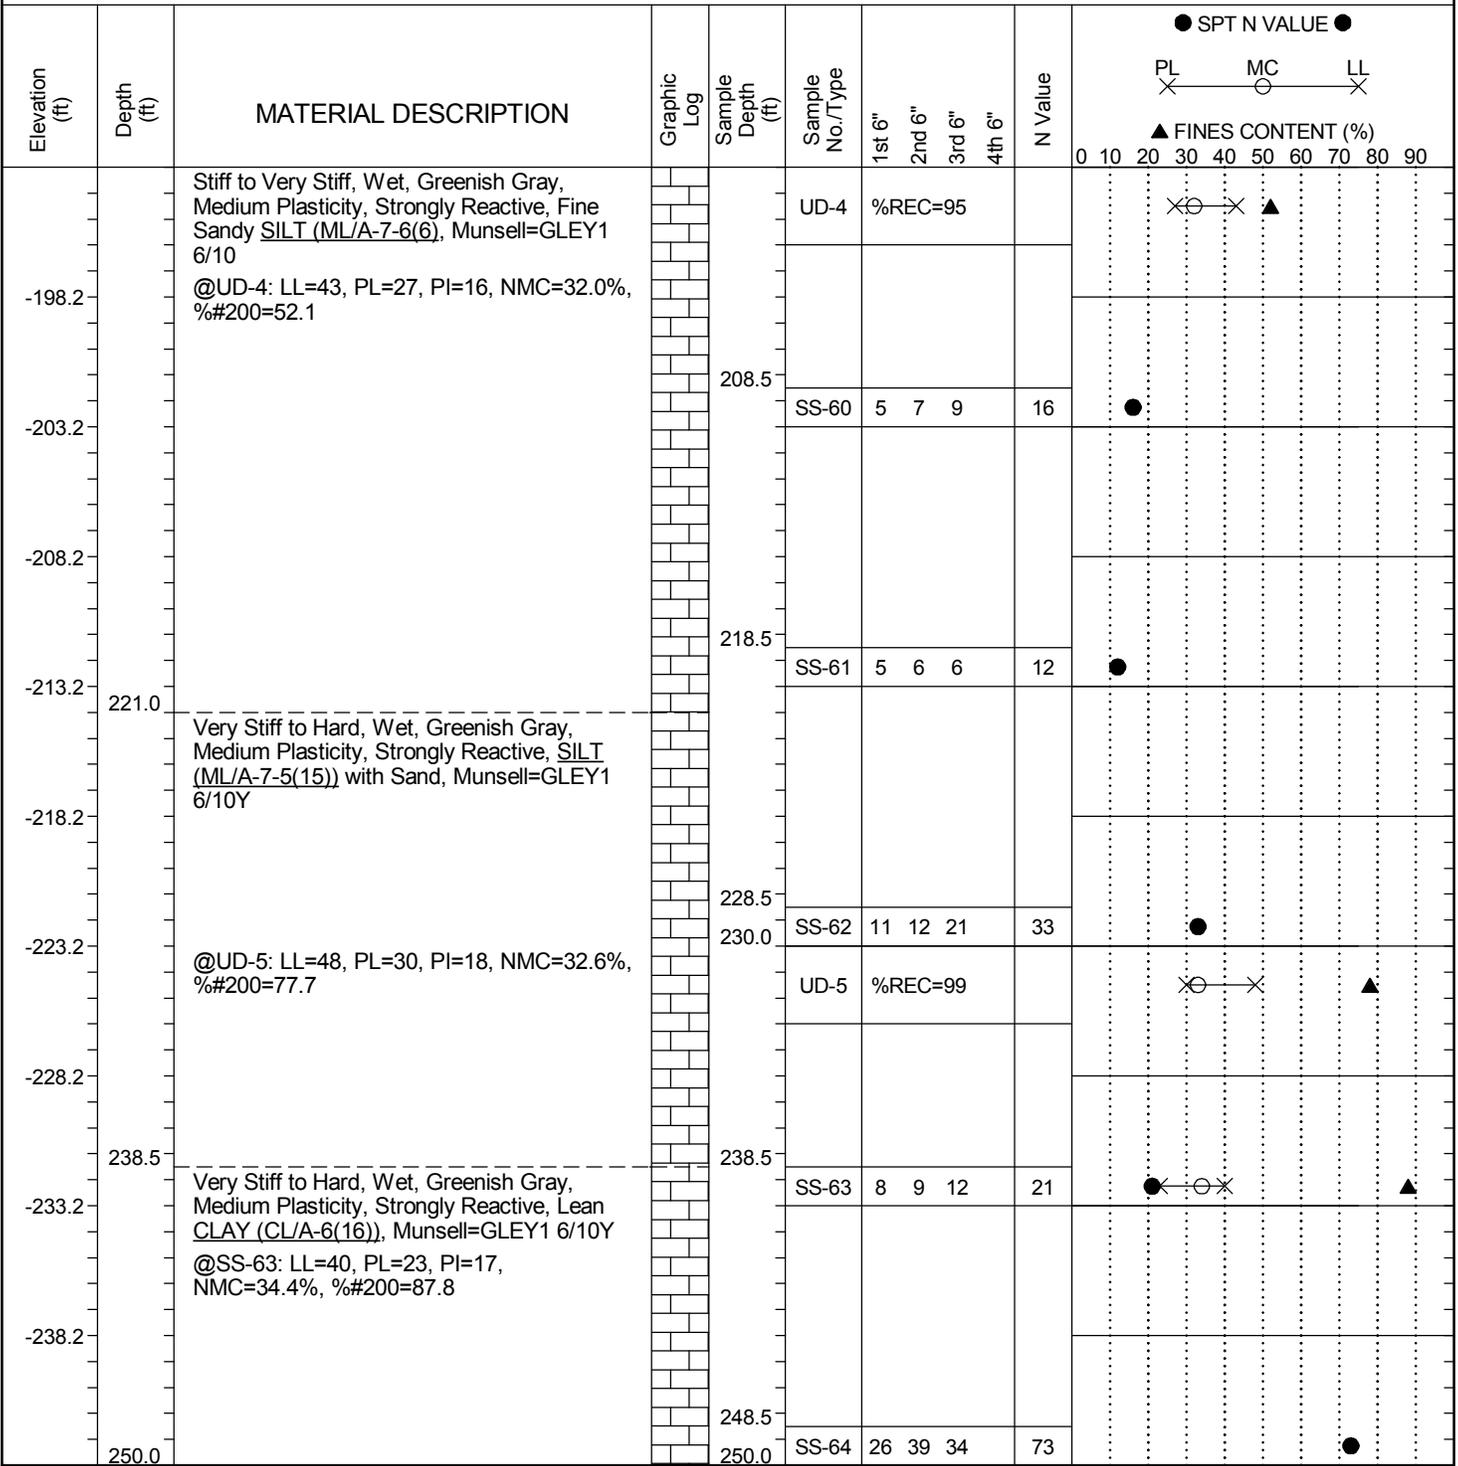 ● SPT N VALUE ●
PL MC LL
▲ FINES CONTENT (%)
0 10 20 30 40 50 60 70 80 90
Elevation (ft)
Depth (ft)
MATERIAL DESCRIPTION
Graphic Log
Sample Depth (ft)
Sample No./Type
1st 6"
2nd 6"
3rd 6"
4th 6"
N Value
Stiff to Very Stiff, Wet, Greenish Gray,
Medium Plasticity, Strongly Reactive, Fine
Sandy SILT (ML/A-7-6(6), Munsell=GLEY1
6/10
UD-4 %REC=95
@UD-4: LL=43, PL=27, PI=16, NMC=32.0%,
%#200=52.1
-198.2
208.5
SS-60 5 7 9 16
-203.2
-208.2
218.5
SS-61 5 6 6 12
-213.2
221.0
Very Stiff to Hard, Wet, Greenish Gray,
Medium Plasticity, Strongly Reactive, SILT
(ML/A-7-5(15)) with Sand, Munsell=GLEY1
6/10Y
-218.2
228.5
SS-62 11 12 21 33
230.0
-223.2
@UD-5: LL=48, PL=30, PI=18, NMC=32.6%,
%#200=77.7
UD-5 %REC=99
-228.2
238.5
238.5
Very Stiff to Hard, Wet, Greenish Gray,
Medium Plasticity, Strongly Reactive, Lean
CLAY (CL/A-6(16)), Munsell=GLEY1 6/10Y
SS-63 8 9 12 21
-233.2
@SS-63: LL=40, PL=23, PI=17,
NMC=34.4%, %#200=87.8
-238.2
248.5
SS-64 26 39 34 73
250.0
250.0